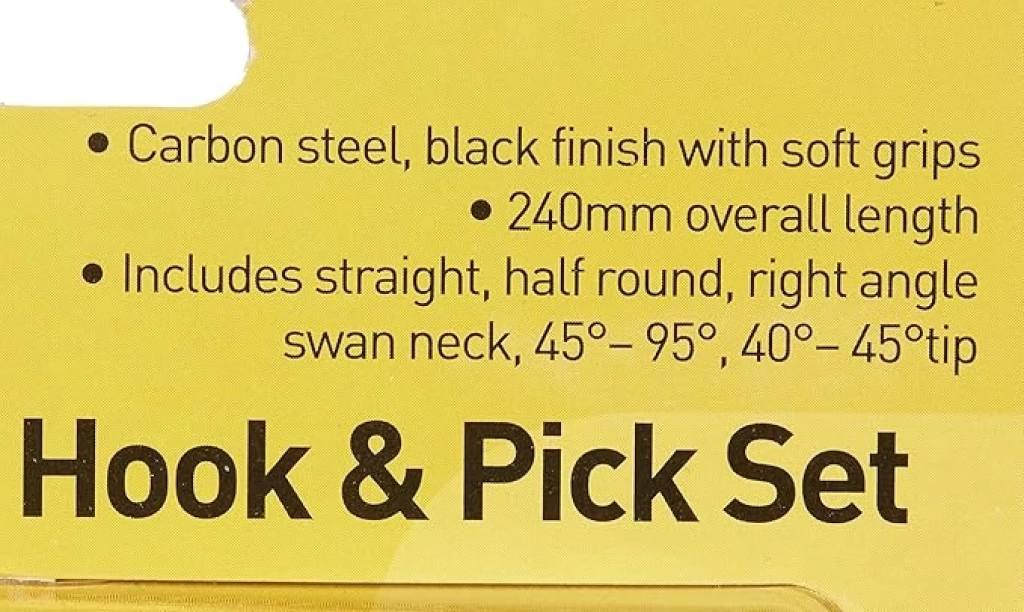 • Carbon steel, black finish with soft grips
• 240mm overall length
• Includes straight, half round, right angle
swan neck, 45°– 95°, 40°– 45°tip
Hook & Pick Set